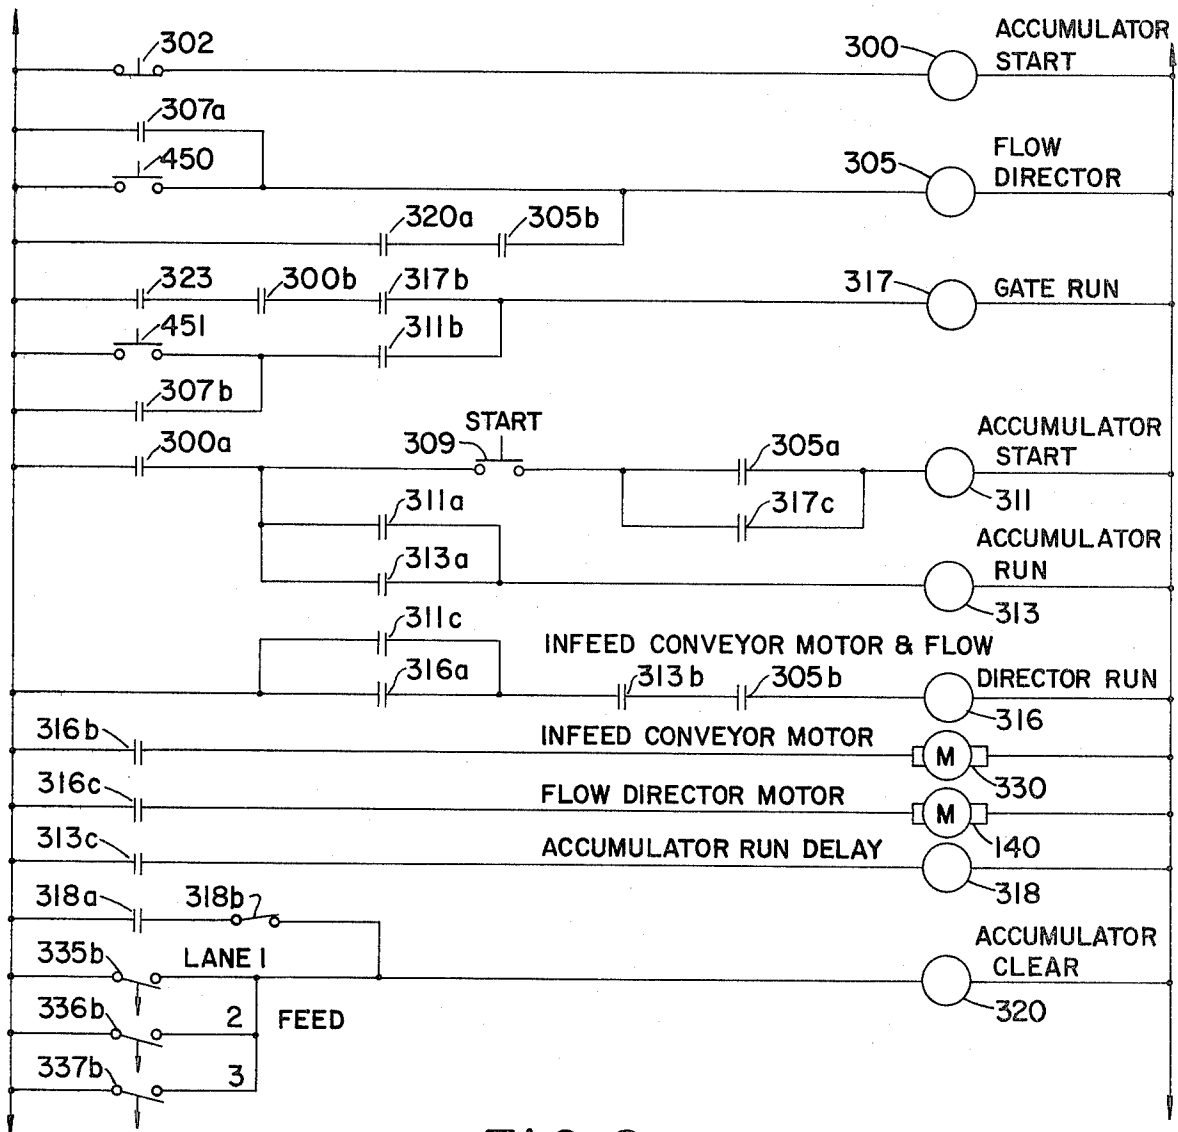 302
300
ACCUMULATOR
START
307a
450
305
FLOW
DIRECTOR
320a
305b
323
300b
317b
317
GATE RUN
451
311b
307b
300a
START
309
305a
ACCUMULATOR
START
311
311a
317c
313a
ACCUMULATOR
RUN
313
311c
INFEED CONVEYOR MOTOR & FLOW
316a
313b
305b
DIRECTOR RUN
316
316b
INFEED CONVEYOR MOTOR
M
330
316c
FLOW DIRECTOR MOTOR
M
140
313c
ACCUMULATOR RUN DELAY
318
318a
318b
335b
LANE 1
ACCUMULATOR
CLEAR
320
336b
2
FEED
337b
3